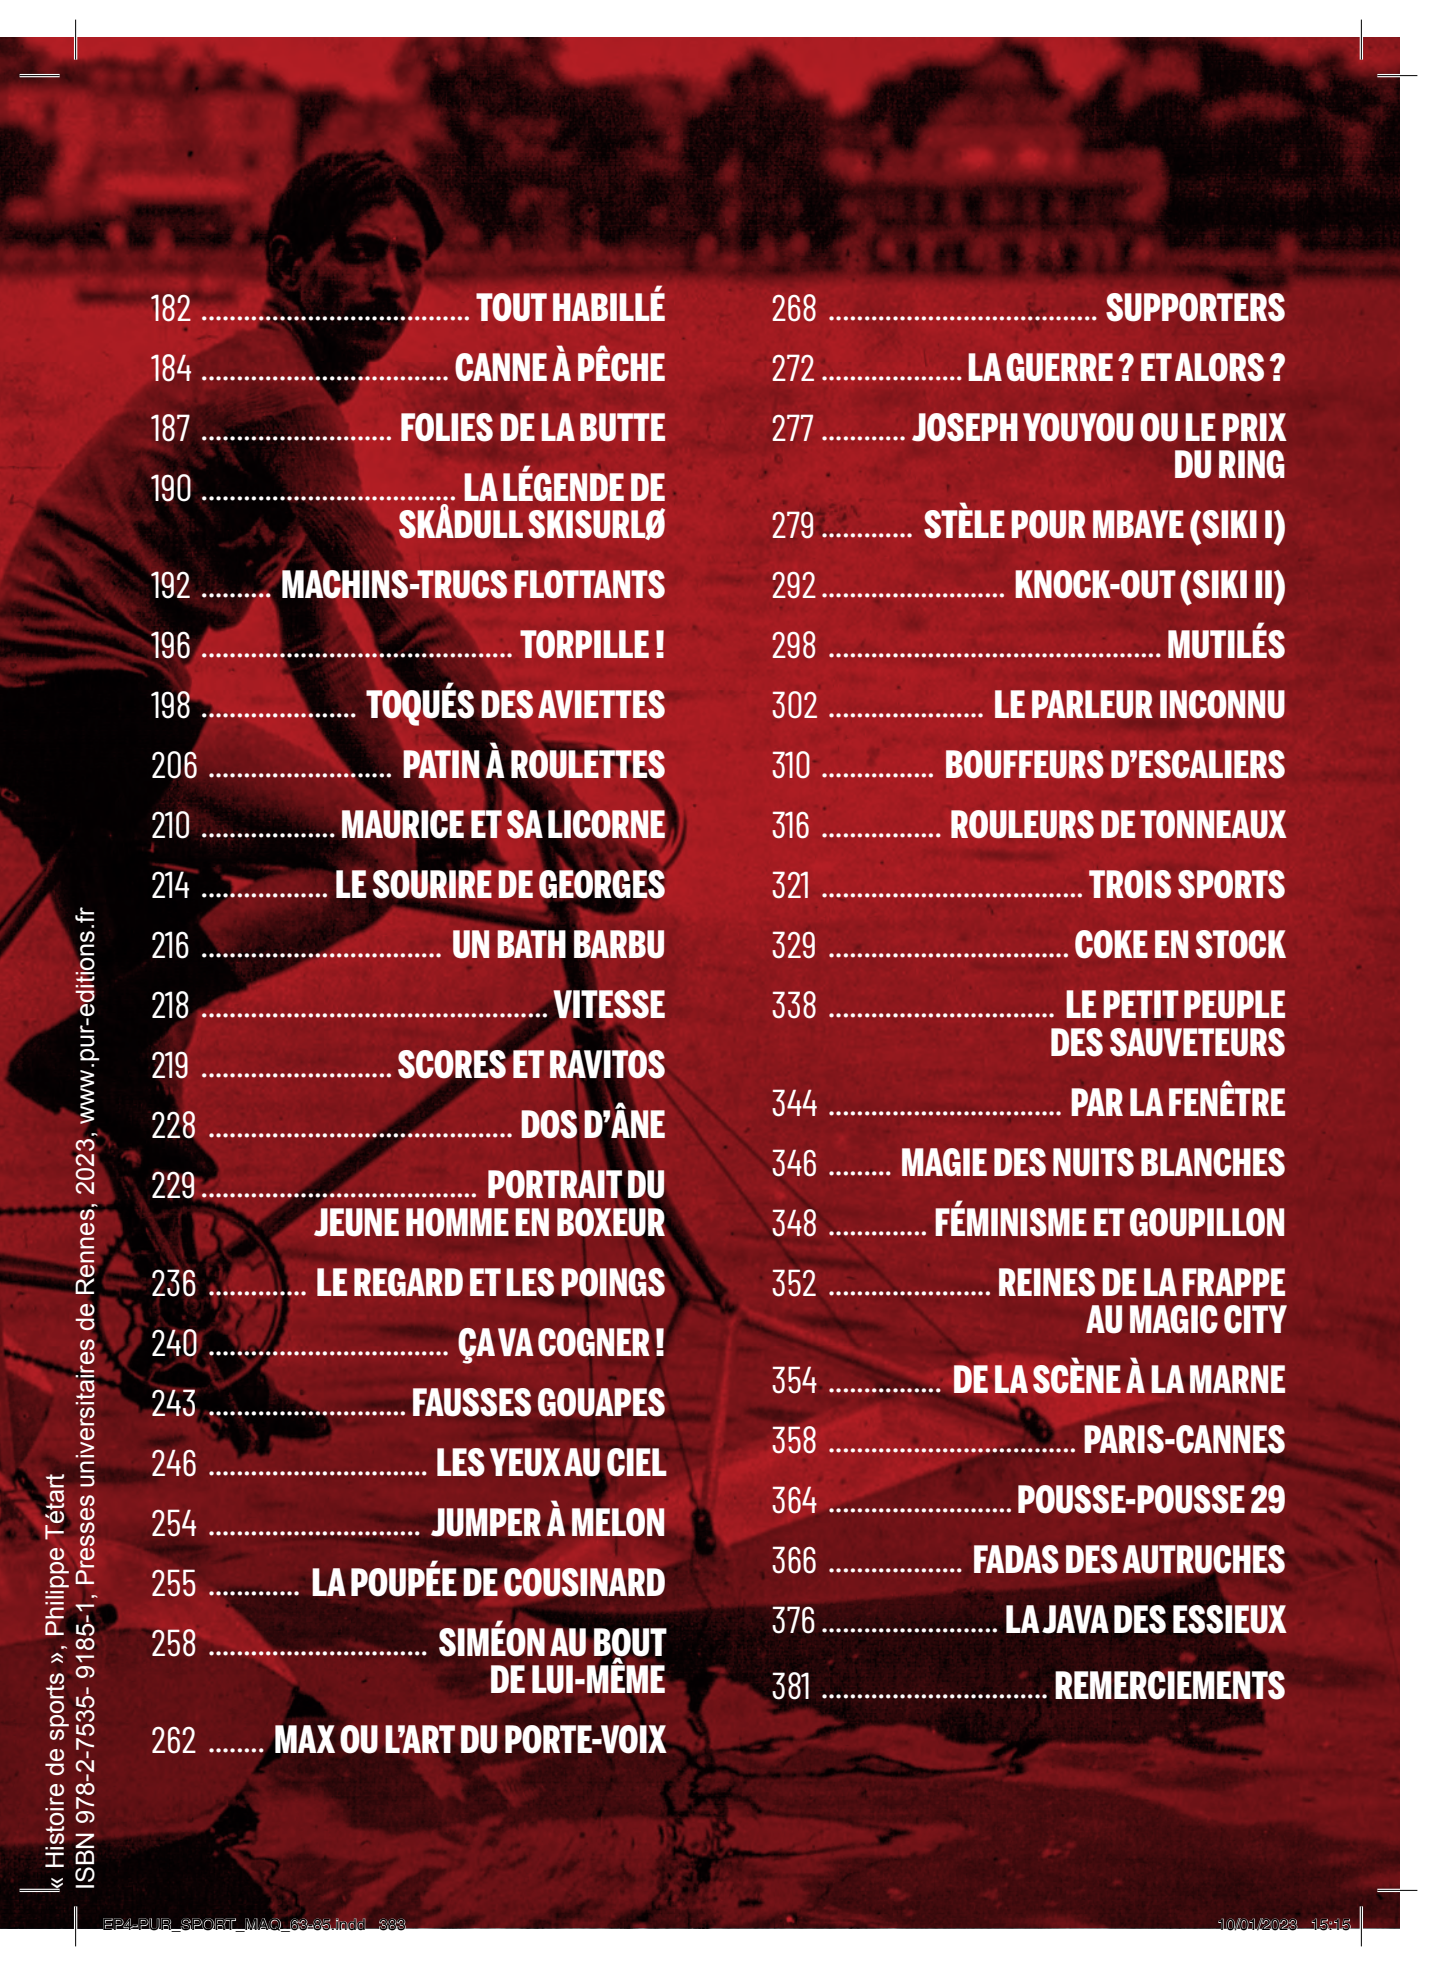 182 ...................................... TOUT HABILLÉ
184 ................................... CANNE À PÊCHE
187 ........................... FOLIES DE LA BUTTE
190 .................................... LA LÉGENDE DE
SKÅDULL SKISURLØ
192 .......... MACHINS-TRUCS FLOTTANTS
196 ............................................ TORPILLE !
198 ...................... TOQUÉS DES AVIETTES
206 .......................... PATIN À ROULETTES
210 ................... MAURICE ET SA LICORNE
214 .................. LE SOURIRE DE GEORGES
216 .................................. UN BATH BARBU
218 ................................................. VITESSE
219 ........................... SCORES ET RAVITOS
228 ........................................... DOS D’ÂNE
229 ....................................... PORTRAIT DU
JEUNE HOMME EN BOXEUR
236 .............. LE REGARD ET LES POINGS
240 .................................. ÇA VA COGNER !
243 ............................ FAUSSES GOUAPES
246 ............................... LES YEUX AU CIEL
254 .............................. JUMPER À MELON
255 ............. LA POUPÉE DE COUSINARD
258 ............................... SIMÉON AU BOUT
DE LUI-MÊME
262 ........ MAX OU L’ART DU PORTE-VOIX
268 ...................................... SUPPORTERS
272 .................... LA GUERRE ? ET ALORS ?
277 ............ JOSEPH YOUYOU OU LE PRIX
DU RING
279 ............. STÈLE POUR MBAYE (SIKI I)
292 .......................... KNOCK-OUT (SIKI II)
298 ............................................... MUTILÉS
302 ...................... LE PARLEUR INCONNU
310 ................ BOUFFEURS D’ESCALIERS
316 ................. ROULEURS DE TONNEAUX
321 ..................................... TROIS SPORTS
329 .................................. COKE EN STOCK
338 ................................ LE PETIT PEUPLE
DES SAUVETEURS
344 ................................. PAR LA FENÊTRE
346 ......... MAGIE DES NUITS BLANCHES
348 .............. FÉMINISME ET GOUPILLON
352 ....................... REINES DE LA FRAPPE
AU MAGIC CITY
354 ................ DE LA SCÈNE À LA MARNE
358 ................................... PARIS-CANNES
364 .......................... POUSSE-POUSSE 29
366 ................... FADAS DES AUTRUCHES
376 ......................... LA JAVA DES ESSIEUX
381 ................................ REMERCIEMENTS
« Histoire de sports », Philippe Tétart
ISBN 978-2-7535- 9185-1, Presses universitaires de Rennes, 2023, www.pur-editions.fr
EP4-PUR_SPORT_MAQ_63-85.indd 383
10/01/2023 15:15